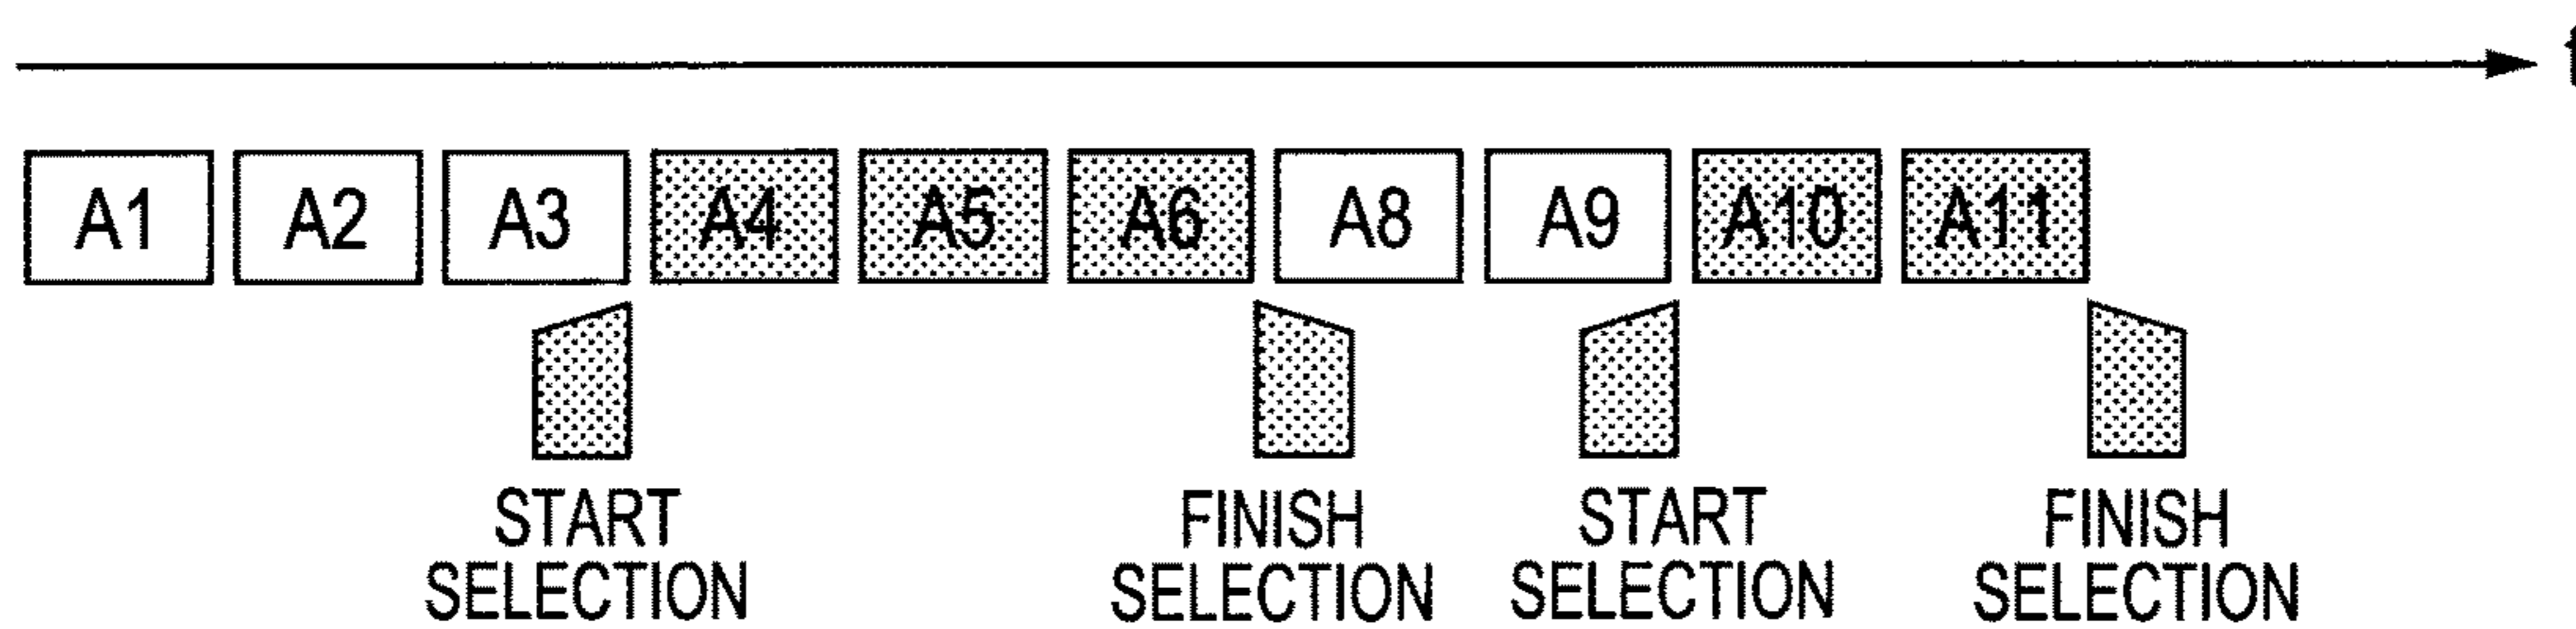 t
A1 A2 A3 A4 A5 A6 A8 A9 A10 A11
START SELECTION
FINISH SELECTION
START SELECTION
FINISH SELECTION